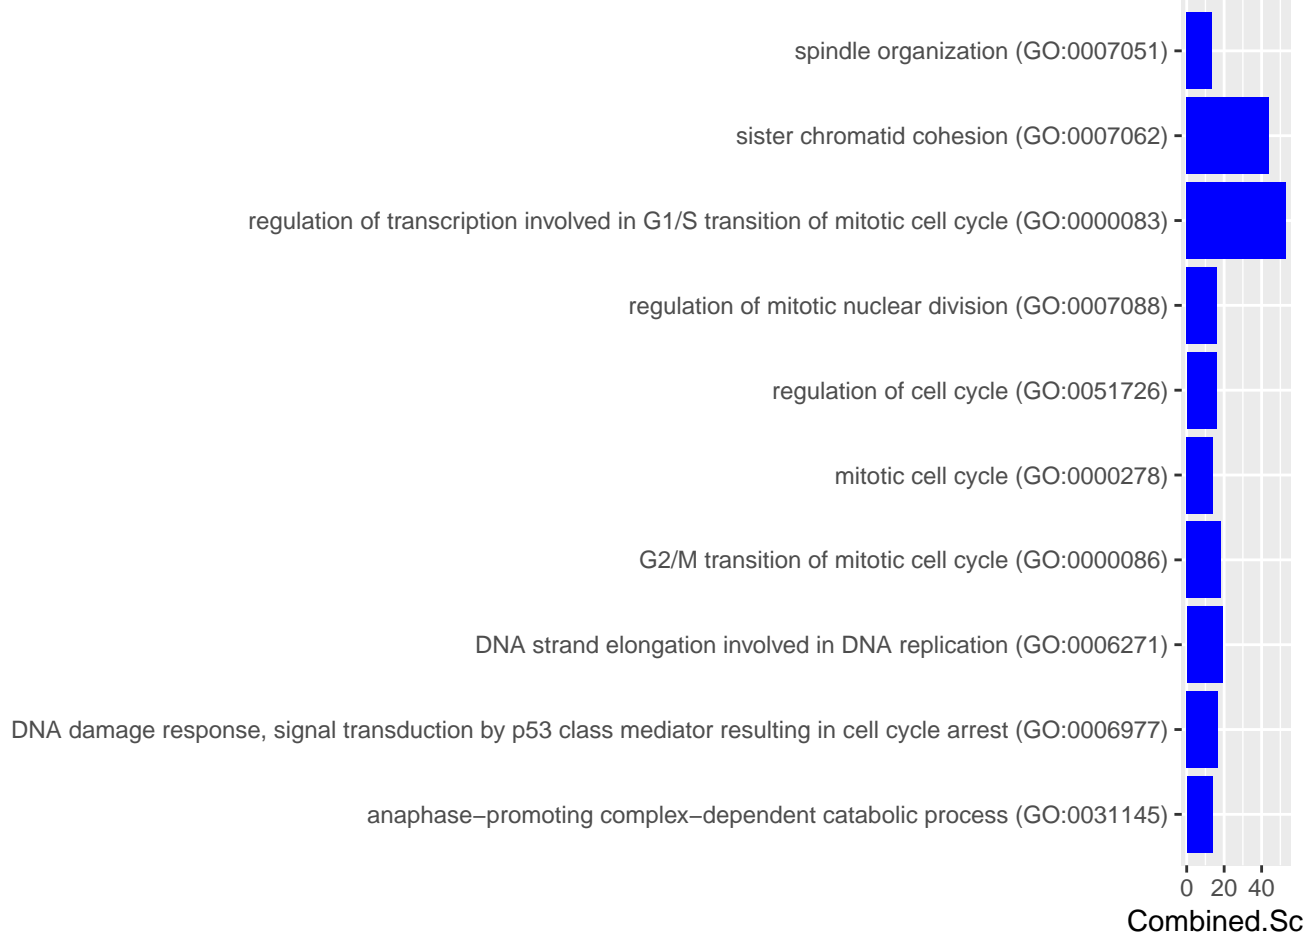 spindle organization (GO:0007051)
sister chromatid cohesion (GO:0007062)
regulation of transcription involved in G1/S transition of mitotic cell cycle (GO:0000083)
regulation of mitotic nuclear division (GO:0007088)
regulation of cell cycle (GO:0051726)
mitotic cell cycle (GO:0000278)
G2/M transition of mitotic cell cycle (GO:0000086)
DNA strand elongation involved in DNA replication (GO:0006271)
DNA damage response, signal transduction by p53 class mediator resulting in cell cycle arrest (GO:0006977)
anaphase−promoting complex−dependent catabolic process (GO:0031145)
0 20 40
Combined.Sc